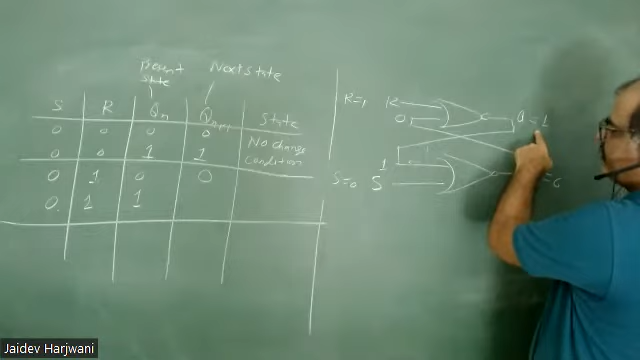 Present
state
Next state
S R Qn Qn+1 State
0 0 0 0
No change
0 0 1 1
condition
0 1 0 0
0. 1 1
R=1 R
0
Q = 1
1
S=0 S
Jaidev Harjwani